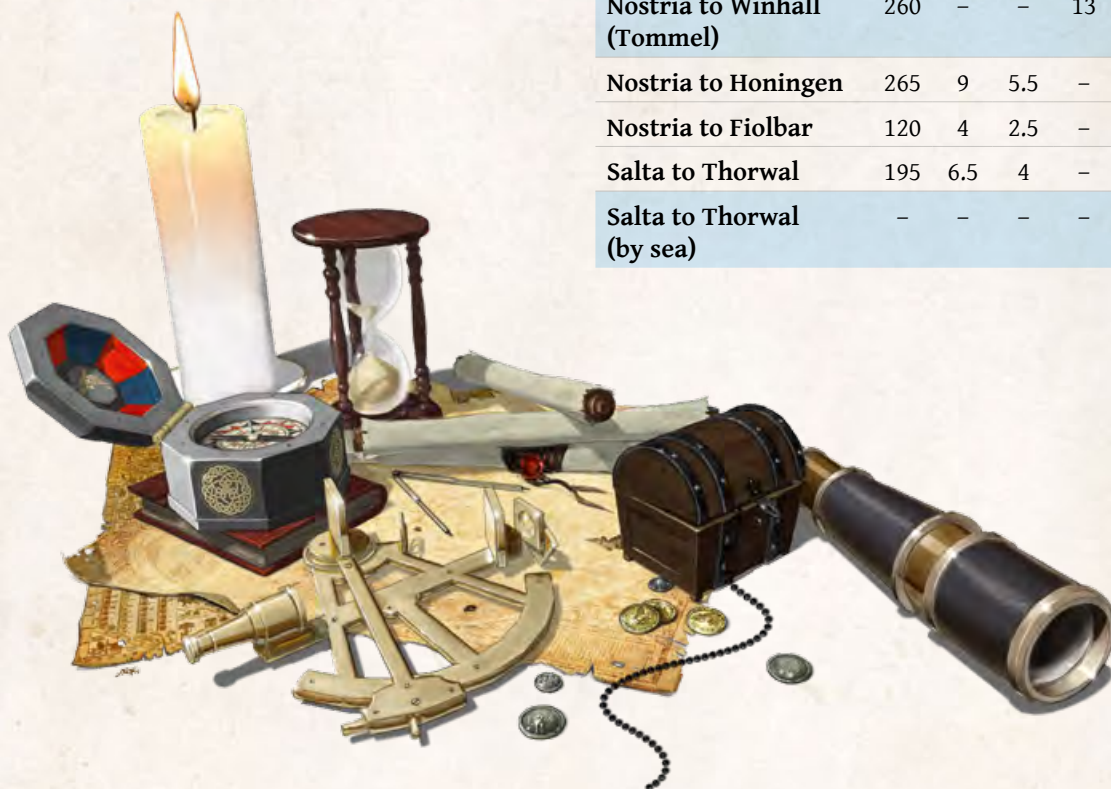 Nostria to Winhall 260 – – 13
(Tommel)
Nostria to Honingen 265 9 5.5 –
Nostria to Fiolbar 120 4 2.5 –
Salta to Thorwal 195 6.5 4 –
Salta to Thorwal – – – –
(by sea)